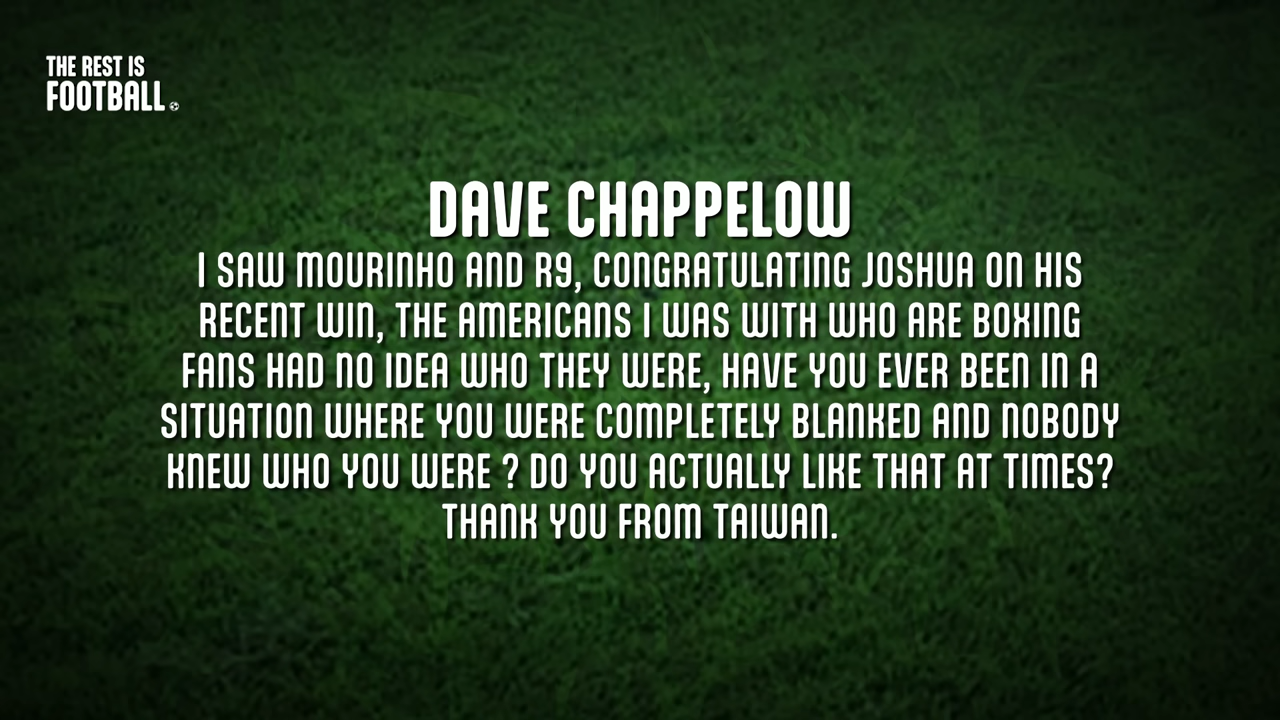 THE REST IS
FOOTBALL
DAVE CHAPPELOW
I SAW MOURINHO AND R9, CONGRATULATING JOSHUA ON HIS
RECENT WIN, THE AMERICANS I WAS WITH WHO ARE BOXING
FANS HAD NO IDEA WHO THEY WERE, HAVE YOU EVER BEEN IN A
SITUATION WHERE YOU WERE COMPLETELY BLANKED AND NOBODY
KNEW WHO YOU WERE ? DO YOU ACTUALLY LIKE THAT AT TIMES?
THANK YOU FROM TAIWAN.